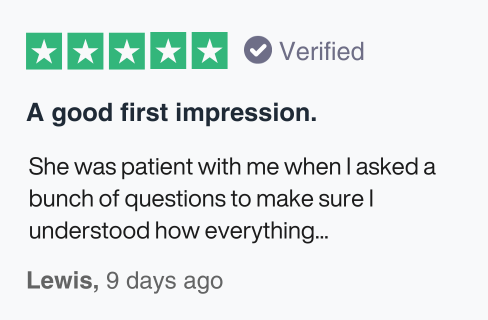 Verified
A good first impression.
She was patient with me when I asked a
bunch of questions to make sure I
understood how everything...
Lewis, 9 days ago